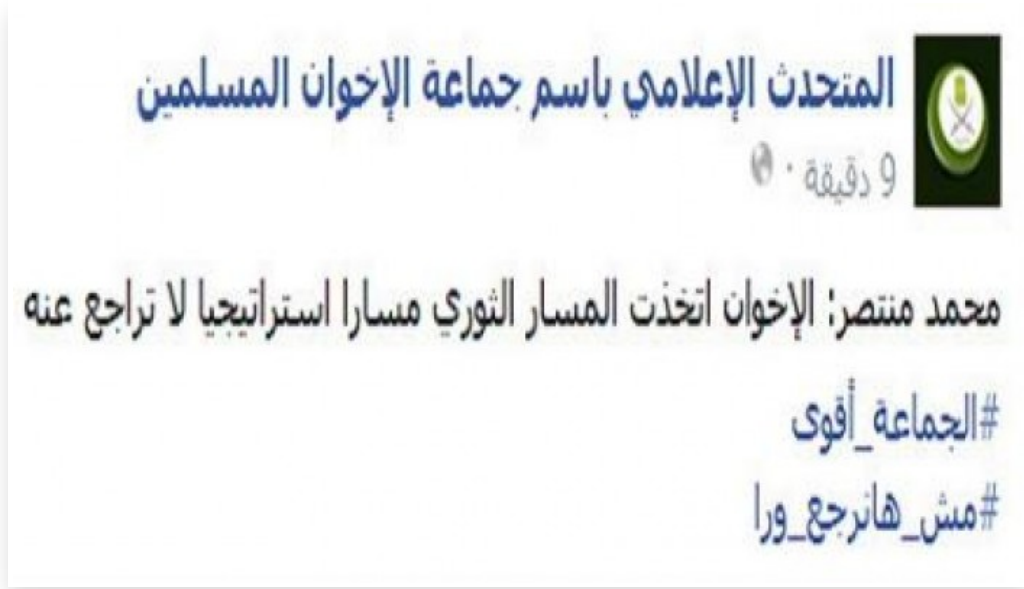 المتحدث الإعلامي باسم جماعة الإخوان المسلمين
9 دقيقة ·
محمد منتصر: الإخوان اتخذت المسار الثوري مسارا استراتيجيا لا تراجع عنه
#الجماعة_أقوى
#مش_هانرجع_ورا